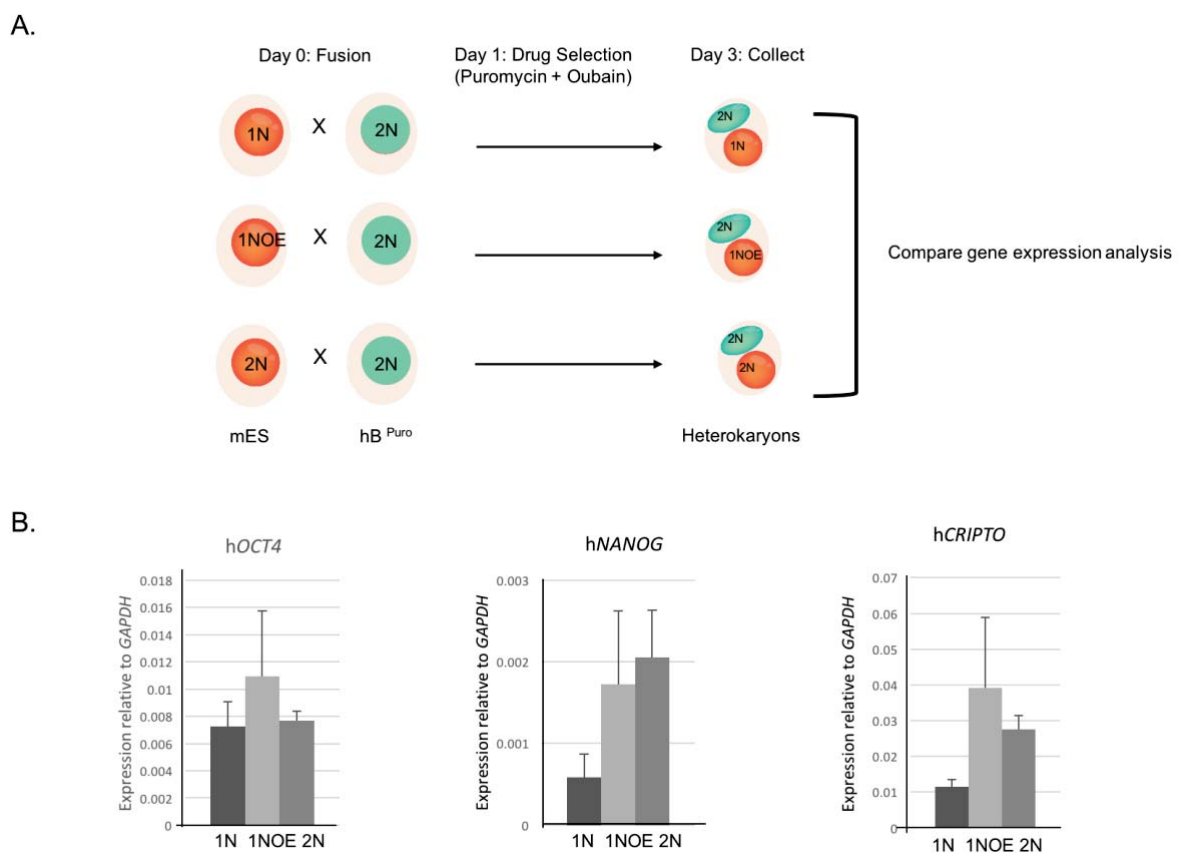 A.
Day 0: Fusion
Day 1: Drug Selection
(Puromycin + Oubain)
Day 3: Collect
1N X 2N
2N
1N
1NOE X 2N
2N
1NOE
Compare gene expression analysis
2N X 2N
2N
2N
mES
hB Puro
Heterokaryons
B.
hOCT4
Expression relative to GAPDH
0.018
0.016
0.014
0.012
0.01
0.008
0.006
0.004
0.002
0
1N 1NOE 2N
hNANOG
Expression relative to GAPDH
0.003
0.002
0.001
0
1N 1NOE 2N
hCRIPTO
Expression relative to GAPDH
0.07
0.06
0.05
0.04
0.03
0.02
0.01
0
1N 1NOE 2N